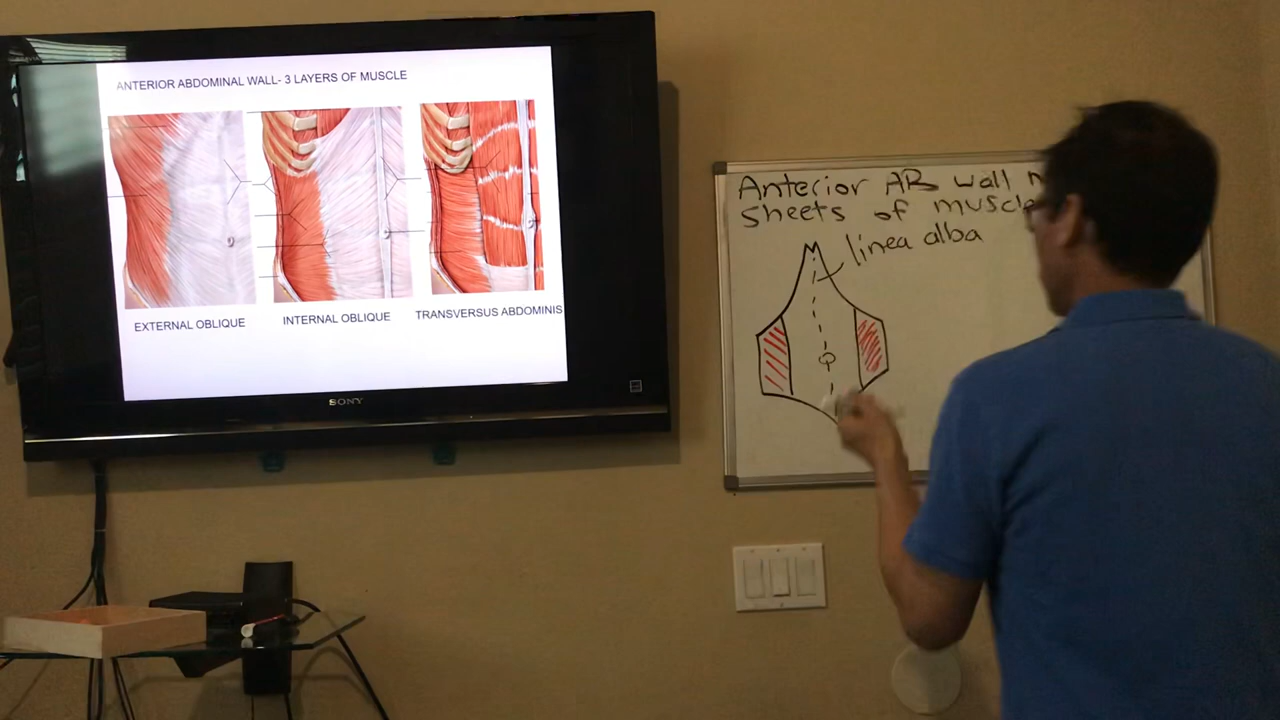 ANTERIOR ABDOMINAL WALL- 3 LAYERS OF MUSCLE
EXTERNAL OBLIQUE
INTERNAL OBLIQUE
TRANSVERSUS ABDOMINIS
SONY
Anterior AB wall
sheets of muscle
linea alba